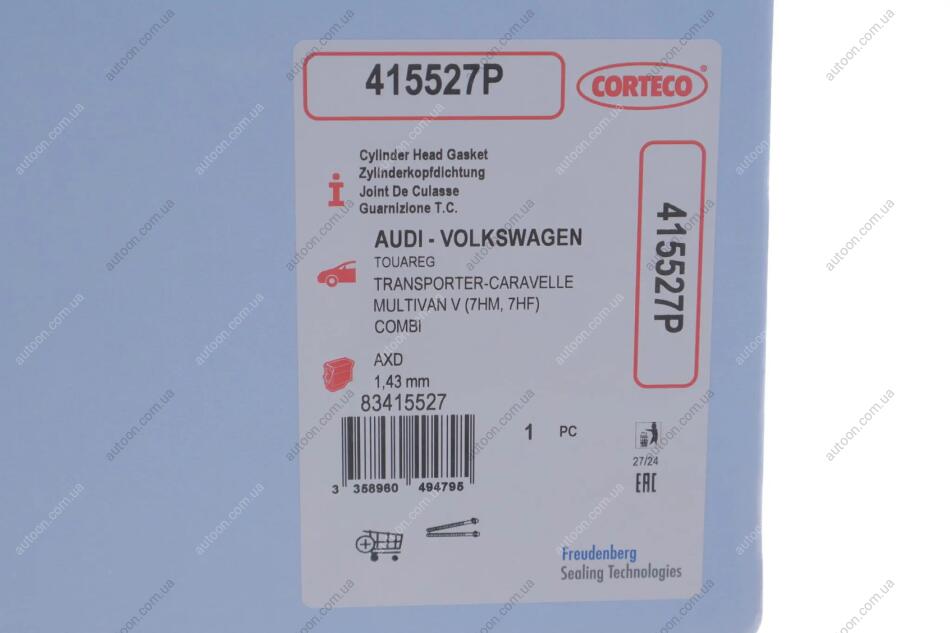 415527P
CORTECO®
Cylinder Head Gasket
Zylinderkopfdichtung
Joint De Culasse
Guarnizione T.C.
i
415527P
AUDI - VOLKSWAGEN
TOUAREG
TRANSPORTER-CARAVELLE
MULTIVAN V (7HM, 7HF)
COMBI
AXD
1,43 mm
83415527
1 PC
27/24
EAC
3 358960 494795
Freudenberg
Sealing Technologies
autoon.com.ua